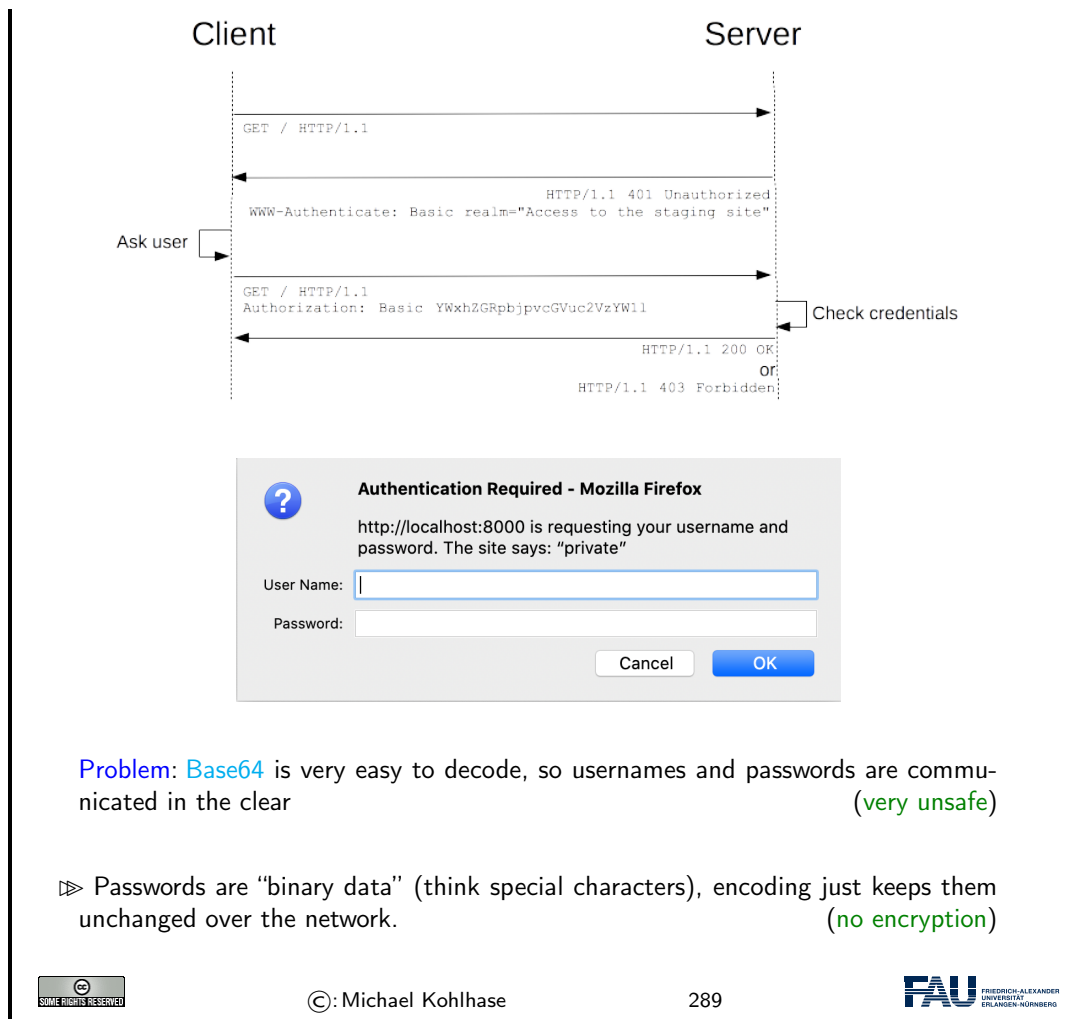 Client
Server
GET / HTTP/1.1
HTTP/1.1 401 Unauthorized
WWW-Authenticate: Basic realm="Access to the staging site"
Ask user
GET / HTTP/1.1
Authorization: Basic YWxhZGRpbjpvcGVuc2VzYW1l
Check credentials
HTTP/1.1 200 OK
or
HTTP/1.1 403 Forbidden
?
Authentication Required - Mozilla Firefox
http://localhost:8000 is requesting your username and
password. The site says: “private”
User Name:
Password:
Cancel
OK
Problem: Base64 is very easy to decode, so usernames and passwords are commu-
nicated in the clear (very unsafe)
Passwords are “binary data” (think special characters), encoding just keeps them
unchanged over the network. (no encryption)
cc
SOME RIGHTS RESERVED
©: Michael Kohlhase
289
FAU
FRIEDRICH-ALEXANDER
UNIVERSITÄT
ERLANGEN-NÜRNBERG